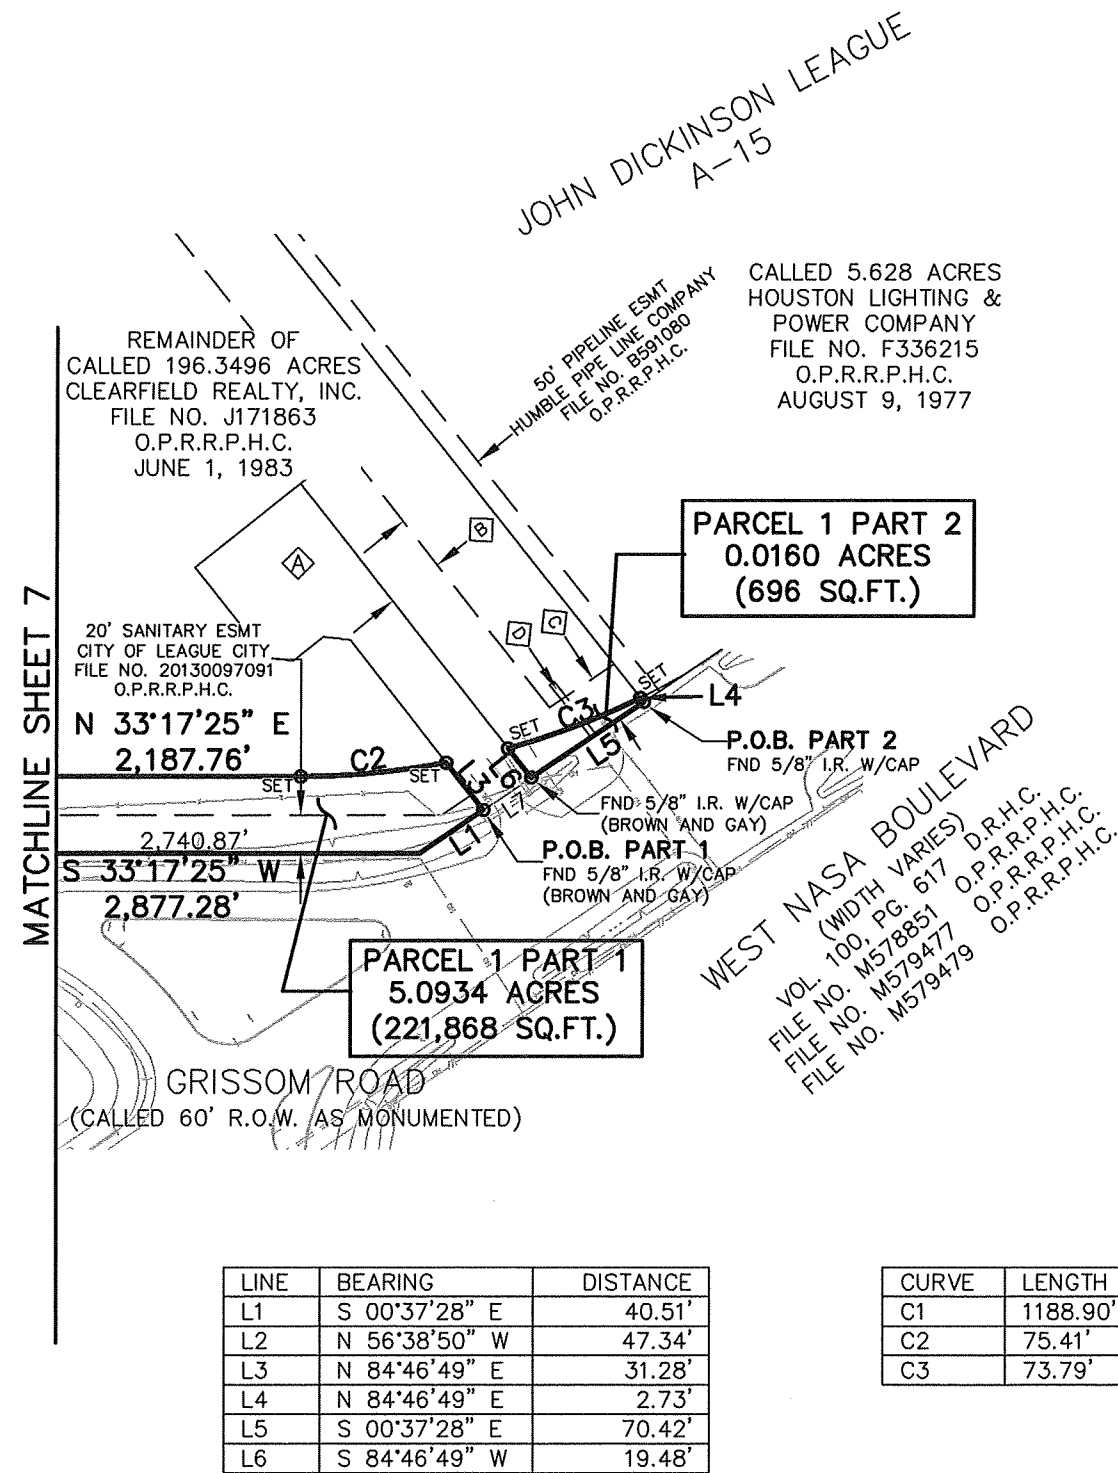 JOHN DICKINSON LEAGUE
A-15
50' PIPELINE ESMT
HUMBLE PIPE LINE COMPANY
FILE NO. B591080
O.P.R.R.P.H.C.
CALLED 5.628 ACRES
HOUSTON LIGHTING &
POWER COMPANY
FILE NO. F336215
O.P.R.R.P.H.C.
AUGUST 9, 1977
REMAINDER OF
CALLED 196.3496 ACRES
CLEARFIELD REALTY, INC.
FILE NO. J171863
O.P.R.R.P.H.C.
JUNE 1, 1983
PARCEL 1 PART 2
0.0160 ACRES
(696 SQ.FT.)
A
B
C
D
MATCHLINE SHEET 7
20' SANITARY ESMT
CITY OF LEAGUE CITY
FILE NO. 20130097091
O.P.R.R.P.H.C.
N 33°17'25" E
2,187.76'
SET
C2
SET
SET
C3
SET
L4
L5
L6
L3
L7
L1
P.O.B. PART 2
FND 5/8" I.R. W/CAP
FND 5/8" I.R. W/CAP
(BROWN AND GAY)
P.O.B. PART 1
FND 5/8" I.R. W/CAP
(BROWN AND GAY)
2,740.87'
S 33°17'25" W
2,877.28'
WEST NASA BOULEVARD
(WIDTH VARIES)
VOL. 100, PG. 617 D.R.H.C.
FILE NO. M578851 O.P.R.R.P.H.C.
FILE NO. M579477 O.P.R.R.P.H.C.
FILE NO. M579479 O.P.R.R.P.H.C.
PARCEL 1 PART 1
5.0934 ACRES
(221,868 SQ.FT.)
GRISSOM ROAD
(CALLED 60' R.O.W. AS MONUMENTED)
LINE BEARING DISTANCE
L1 S 00°37'28" E 40.51'
L2 N 56°38'50" W 47.34'
L3 N 84°46'49" E 31.28'
L4 N 84°46'49" E 2.73'
L5 S 00°37'28" E 70.42'
L6 S 84°46'49" W 19.48'
CURVE LENGTH
C1 1188.90'
C2 75.41'
C3 73.79'